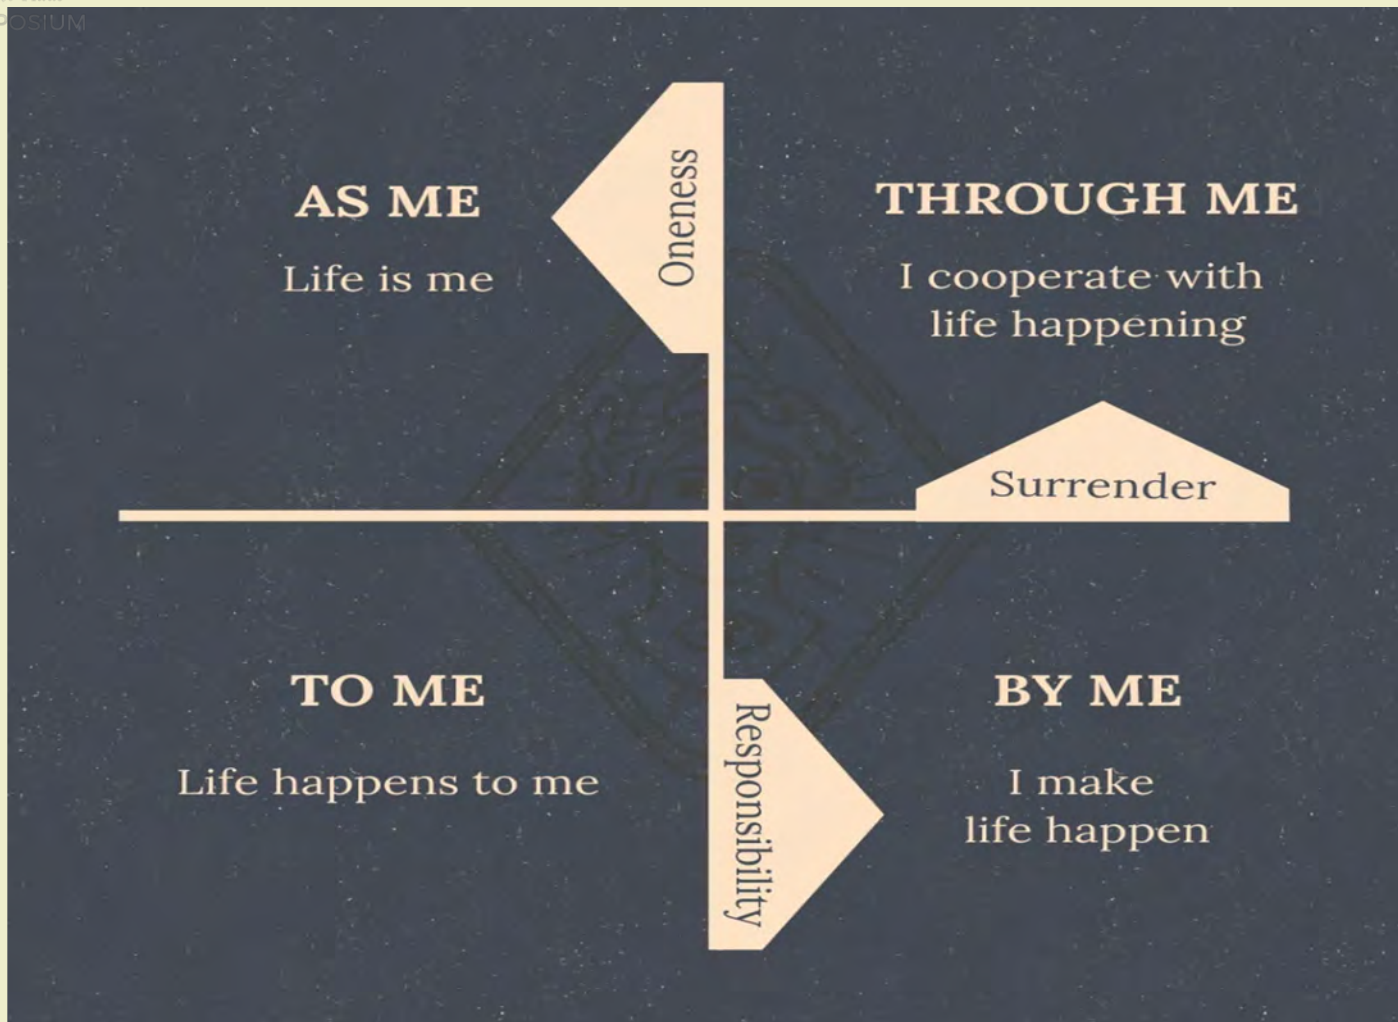 POSIUM
AS ME
Life is me
Oneness
THROUGH ME
I cooperate with
life happening
Surrender
TO ME
Life happens to me
Responsibility
BY ME
I make
life happen